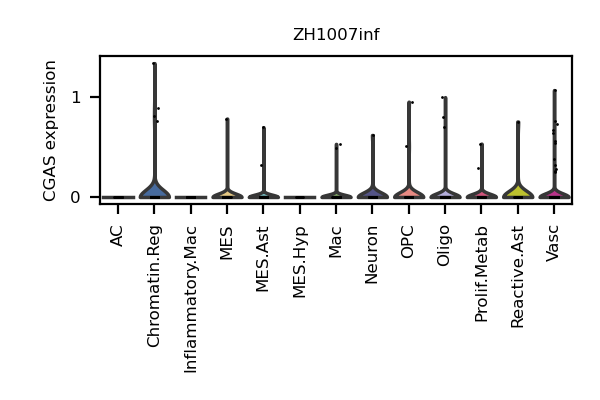 ZH1007inf
CGAS expression
1
0
AC
Chromatin.Reg
Inflammatory.Mac
MES
MES.Ast
MES.Hyp
Mac
Neuron
OPC
Oligo
Prolif.Metab
Reactive.Ast
Vasc